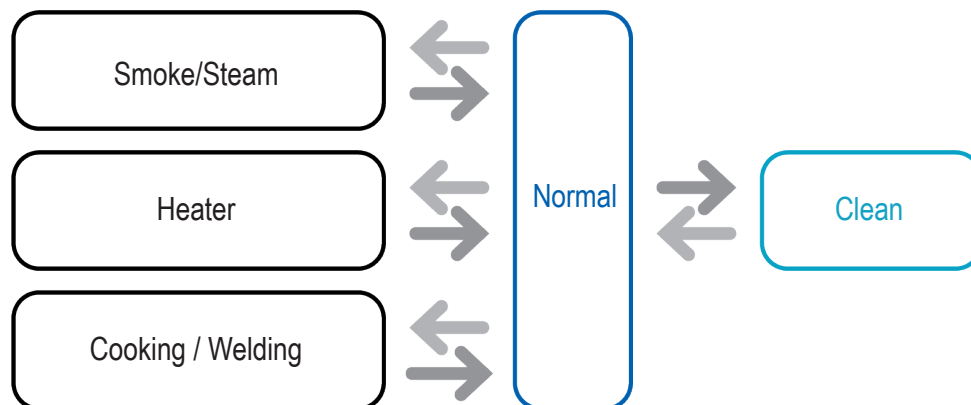 Smoke/Steam
Heater
Cooking / Welding
Normal
Clean